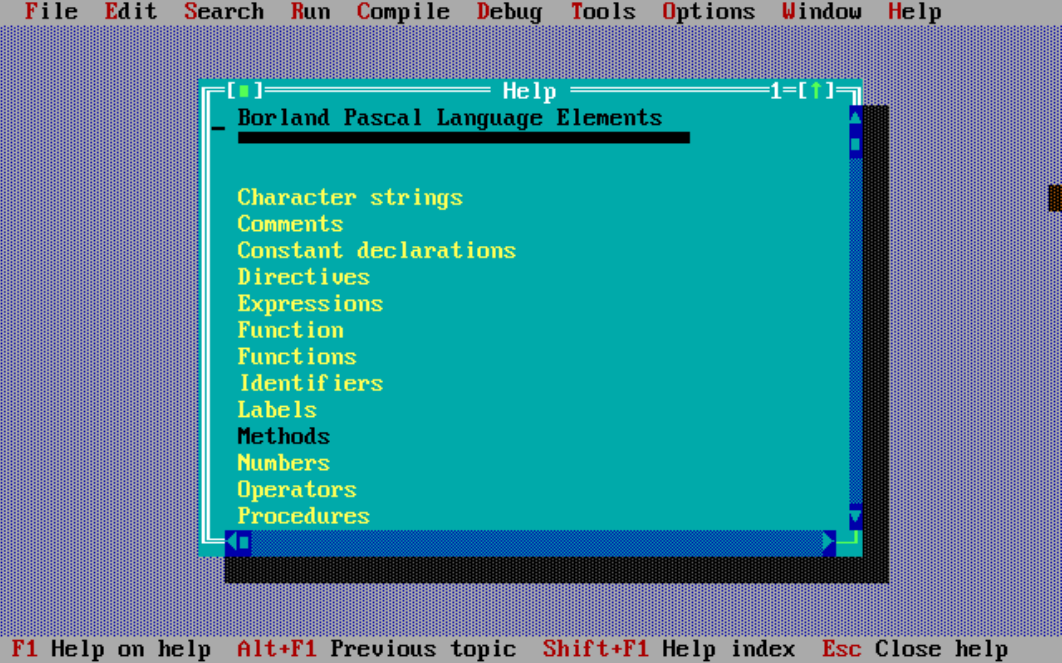 File Edit Search Run Compile Debug Tools Options Window Help
[■] Help 1=[↑]
Borland Pascal Language Elements
Character strings
Comments
Constant declarations
Directives
Expressions
Function
Functions
Identifiers
Labels
Methods
Numbers
Operators
Procedures
F1 Help on help Alt+F1 Previous topic Shift+F1 Help index Esc Close help